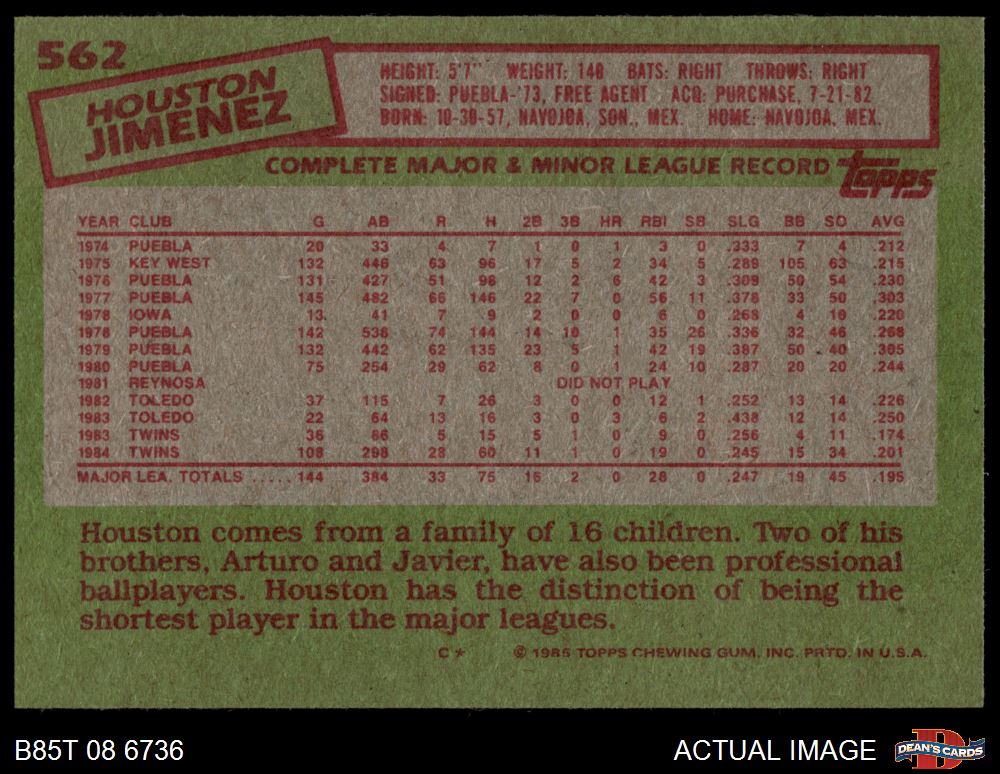 562
HOUSTON
JIMENEZ
HEIGHT: 5'7" WEIGHT: 140 BATS: RIGHT THROWS: RIGHT
SIGNED: PUEBLA-'73, FREE AGENT ACQ: PURCHASE, 7-21-82
BORN: 10-30-57, NAVOJOA, SON., MEX. HOME: NAVOJOA, MEX.
COMPLETE MAJOR & MINOR LEAGUE RECORD topps
YEAR CLUB G AB R H 2B 3B HR RBI SB SLG BB SO AVG
1974 PUEBLA 20 33 4 7 1 0 1 3 0 .333 7 4 .212
1975 KEY WEST 132 446 63 96 17 5 2 34 5 .289 105 63 .215
1976 PUEBLA 131 427 51 98 12 2 6 42 3 .309 50 54 .230
1977 PUEBLA 145 482 66 146 22 7 0 56 11 .378 33 50 .303
1978 IOWA 13 41 7 9 2 0 0 6 0 .268 4 10 .220
1978 PUEBLA 142 538 74 144 14 10 1 35 26 .336 32 46 .268
1979 PUEBLA 132 442 62 135 23 5 1 42 19 .387 50 40 .305
1980 PUEBLA 75 254 29 62 8 0 1 24 10 .287 20 20 .244
1981 REYNOSA DID NOT PLAY
1982 TOLEDO 37 115 7 26 3 0 0 12 1 .252 13 14 .226
1983 TOLEDO 22 64 13 16 3 0 3 6 2 .438 12 14 .250
1983 TWINS 36 86 5 15 5 1 0 9 0 .256 4 11 .174
1984 TWINS 108 298 28 60 11 1 0 19 0 .245 15 34 .201
MAJOR LEA. TOTALS ..... 144 384 33 75 16 2 0 28 0 .247 19 45 .195
Houston comes from a family of 16 children. Two of his
brothers, Arturo and Javier, have also been professional
ballplayers. Houston has the distinction of being the
shortest player in the major leagues.
C* © 1985 TOPPS CHEWING GUM, INC. PRTD. IN U.S.A.
B85T 08 6736 ACTUAL IMAGE D DEAN'S CARDS